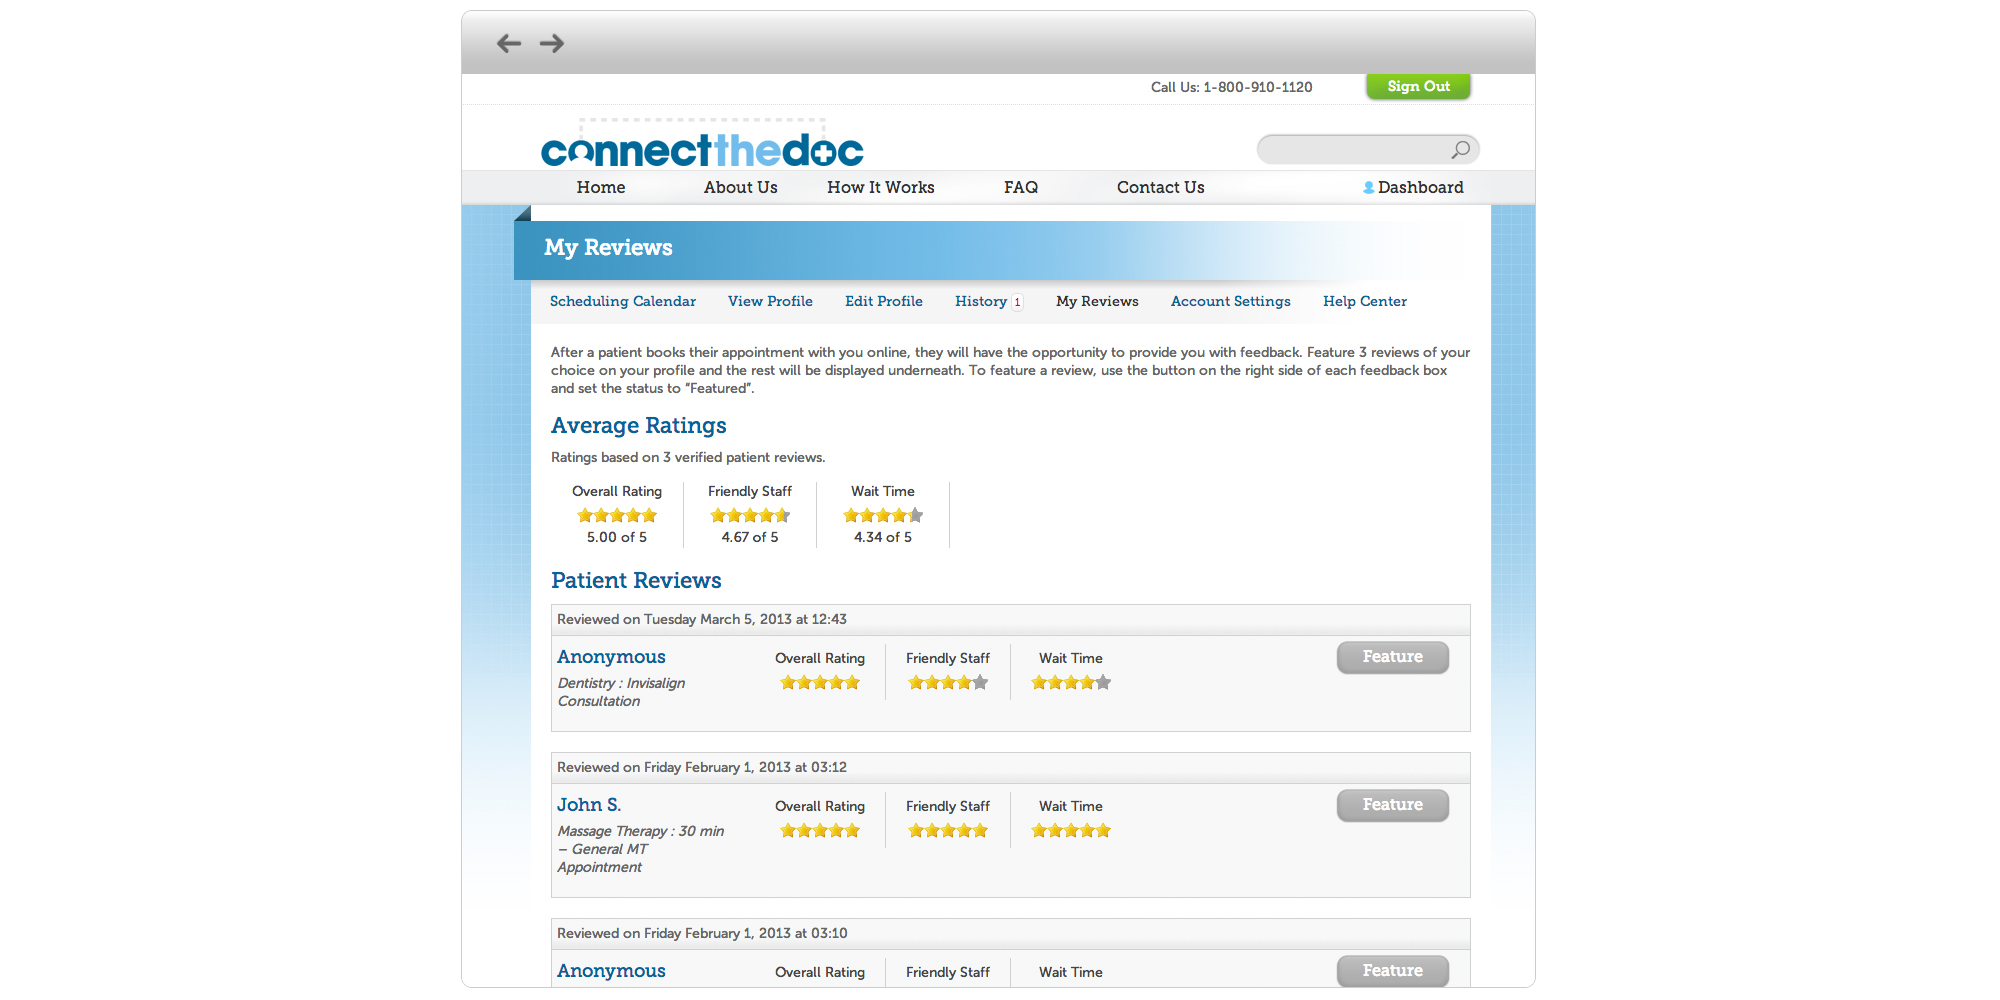 Call Us: 1-800-910-1120
Sign Out
connectthedoc
Home About Us How It Works FAQ Contact Us Dashboard
My Reviews
Scheduling Calendar View Profile Edit Profile History 1 My Reviews Account Settings Help Center
After a patient books their appointment with you online, they will have the opportunity to provide you with feedback. Feature 3 reviews of your
choice on your profile and the rest will be displayed underneath. To feature a review, use the button on the right side of each feedback box
and set the status to "Featured".
Average Ratings
Ratings based on 3 verified patient reviews.
Overall Rating Friendly Staff Wait Time
5.00 of 5 4.67 of 5 4.34 of 5
Patient Reviews
Reviewed on Tuesday March 5, 2013 at 12:43
Anonymous Overall Rating Friendly Staff Wait Time Feature
Dentistry : Invisalign
Consultation
Reviewed on Friday February 1, 2013 at 03:12
John S. Overall Rating Friendly Staff Wait Time Feature
Massage Therapy : 30 min
– General MT
Appointment
Reviewed on Friday February 1, 2013 at 03:10
Anonymous Overall Rating Friendly Staff Wait Time Feature